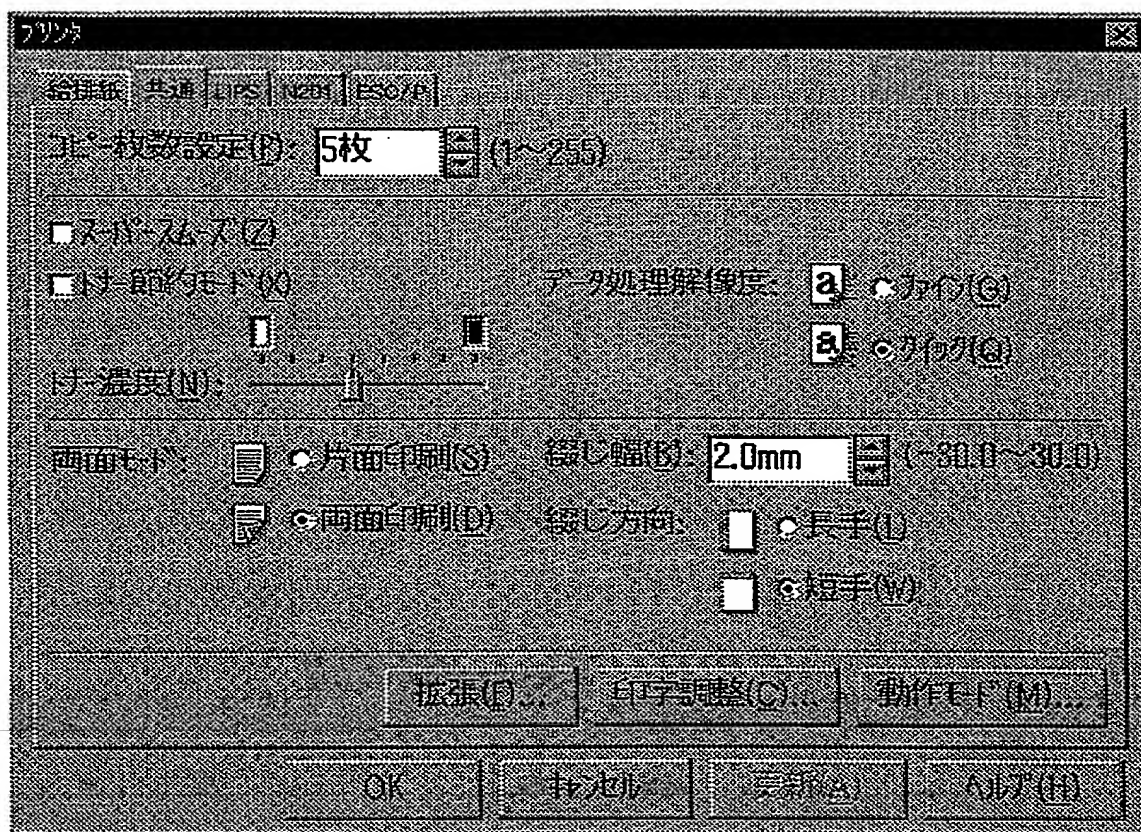 プリンタ
給排紙 共通 LIPS N201 ESC/P
コピー枚数設定(P): 5枚 (1～255)
スーパースムーズ(Z)
トナー節約モード(X)
データ処理解像度: a ファイン(G)
a クイック(Q)
トナー濃度(N):
両面モード: 片面印刷(S) 綴じ幅(B): 2.0mm (-30.0～30.0)
両面印刷(D) 綴じ方向: 長手(L)
短手(W)
拡張(F)... 印字調整(C)... 動作モード(M)...
OK キャンセル 更新(A) ヘルプ(H)